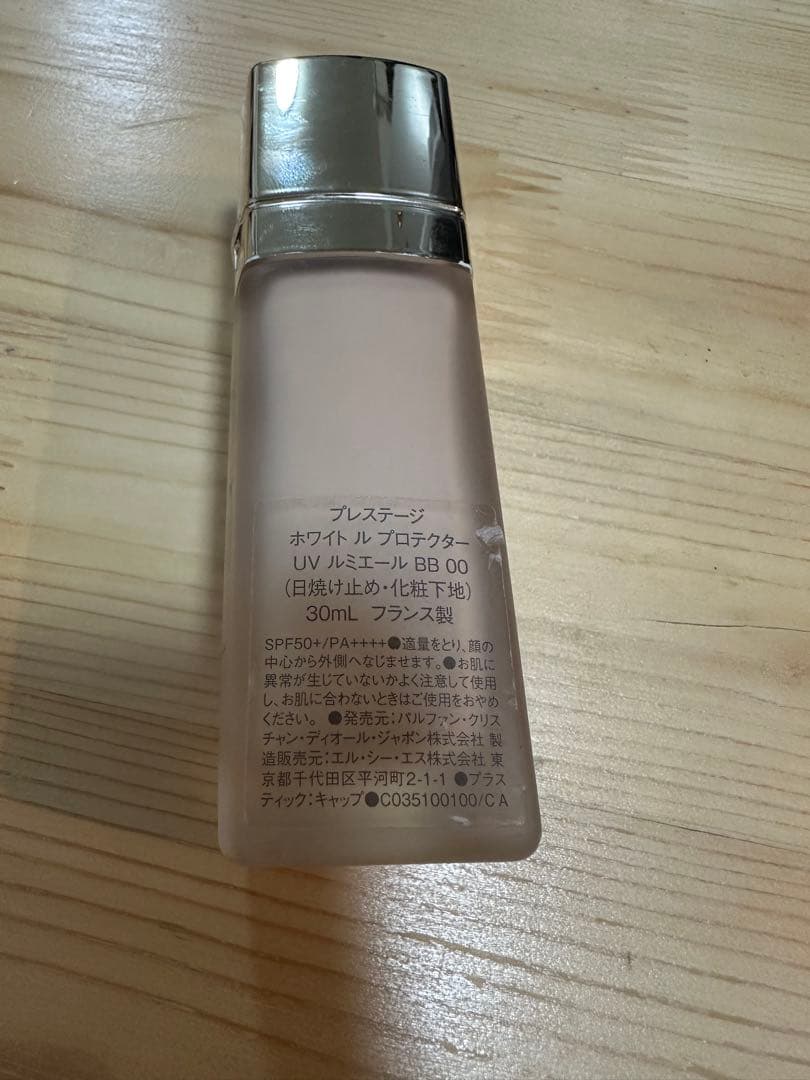 プレステージ
ホワイト ル プロテクター
UV ルミエール BB 00
(日焼け止め・化粧下地)
30mL フランス製
SPF50+/PA++++●適量をとり、顔の
中心から外側へなじませます。●お肌に
異常が生じていないかよく注意して使用
し、お肌に合わないときはご使用をおやめ
ください。 ●発売元:パルファン・クリス
チャン・ディオール・ジャポン株式会社 製
造販売元:エル・シー・エス株式会社 東
京都千代田区平河町2-1-1 ●プラス
ティック:キャップ●C035100100/C A